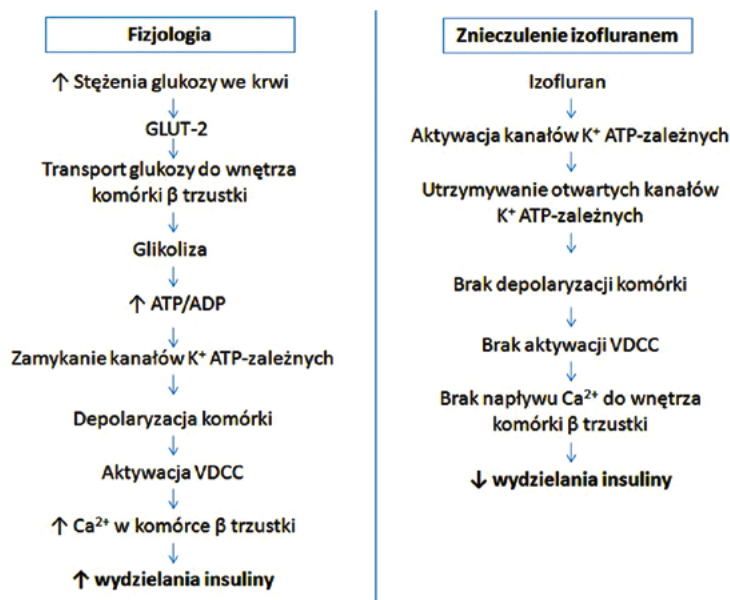 Fizjologia
↑ Stężenia glukozy we krwi
GLUT-2
Transport glukozy do wnętrza
komórki β trzustki
Glikoliza
↑ ATP/ADP
Zamykanie kanałów K⁺ ATP-zależnych
Depolaryzacja komórki
Aktywacja VDCC
↑ Ca²⁺ w komórce β trzustki
↑ wydzielania insuliny
Znieczulenie izofluranem
Izofluran
Aktywacja kanałów K⁺ ATP-zależnych
Utrzymywanie otwartych kanałów
K⁺ ATP-zależnych
Brak depolaryzacji komórki
Brak aktywacji VDCC
Brak napływu Ca²⁺ do wnętrza
komórki β trzustki
↓ wydzielania insuliny